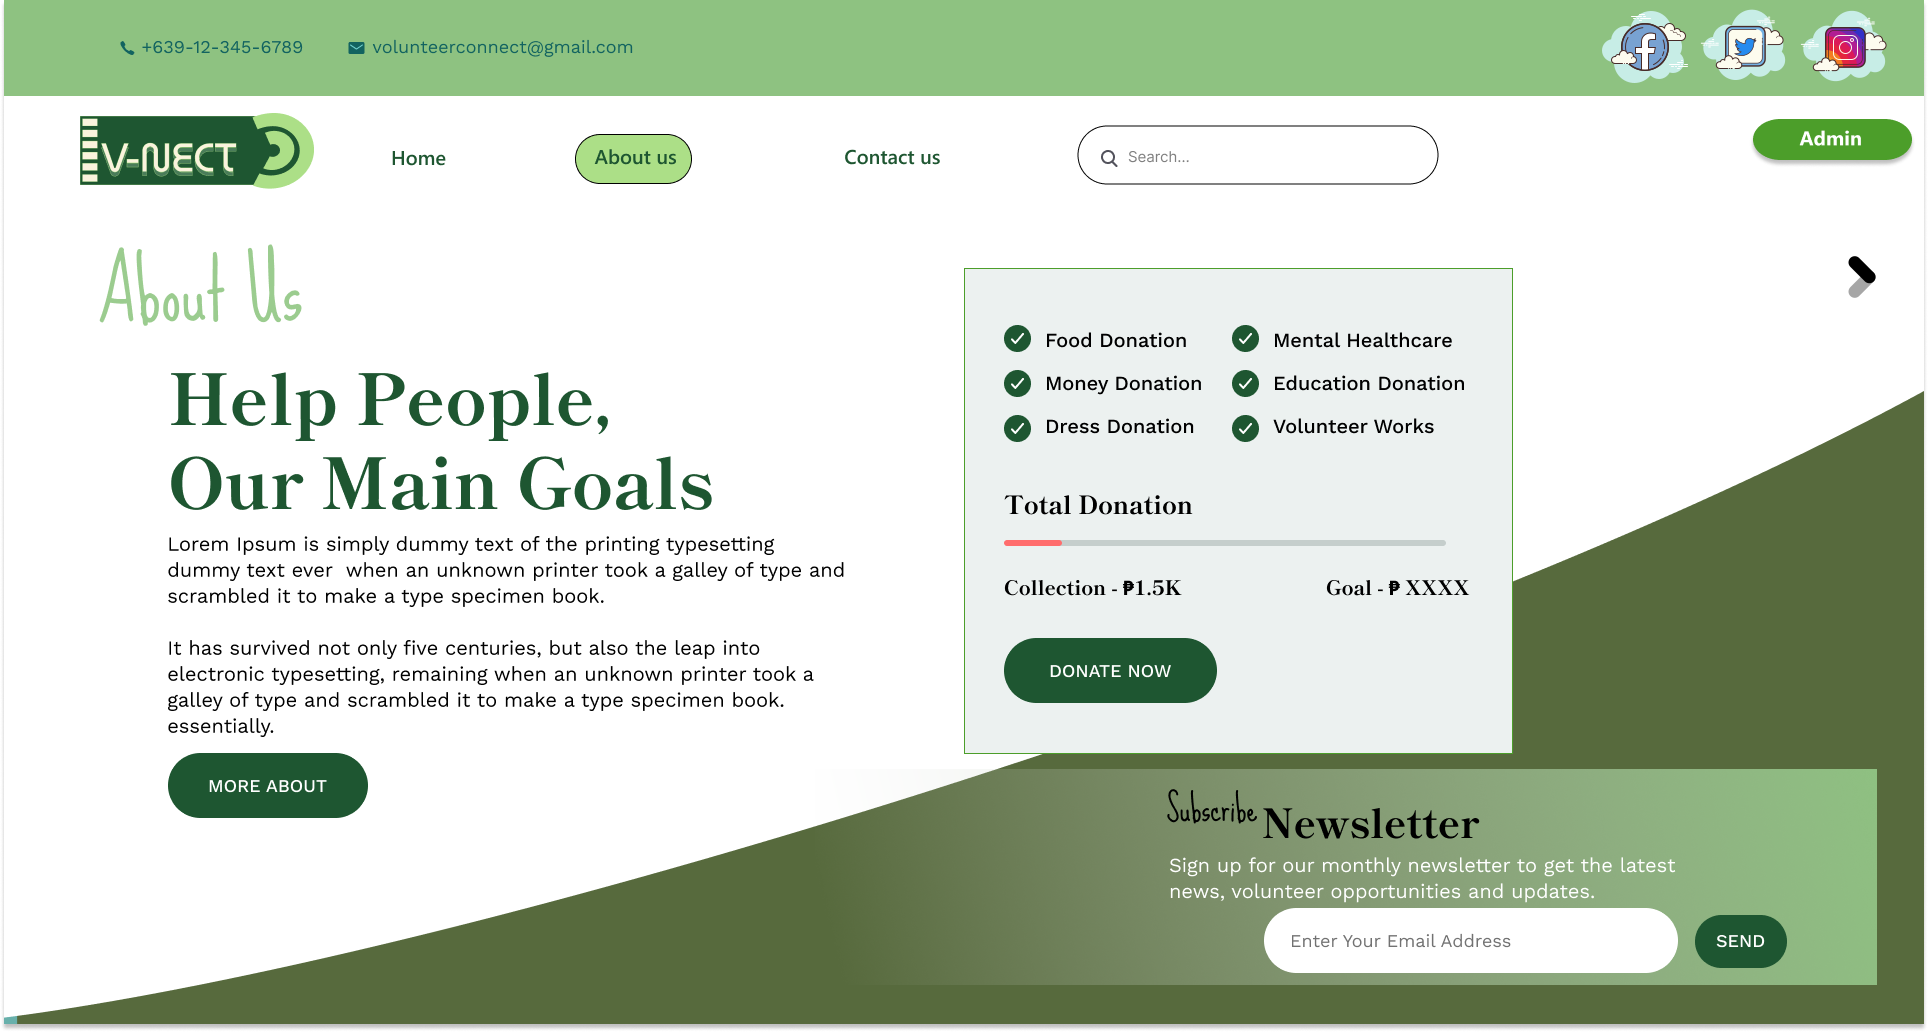 +639-12-345-6789
volunteerconnect@gmail.com
V-NECT
Home
About us
Contact us
Search...
Admin
About Us
Help People,
Our Main Goals
Lorem Ipsum is simply dummy text of the printing typesetting
dummy text ever  when an unknown printer took a galley of type and
scrambled it to make a type specimen book.
It has survived not only five centuries, but also the leap into
electronic typesetting, remaining when an unknown printer took a
galley of type and scrambled it to make a type specimen book.
essentially.
MORE ABOUT
Food Donation
Mental Healthcare
Money Donation
Education Donation
Dress Donation
Volunteer Works
Total Donation
Collection - ₱1.5K
Goal - ₱ XXXX
DONATE NOW
Subscribe Newsletter
Sign up for our monthly newsletter to get the latest
news, volunteer opportunities and updates.
Enter Your Email Address
SEND